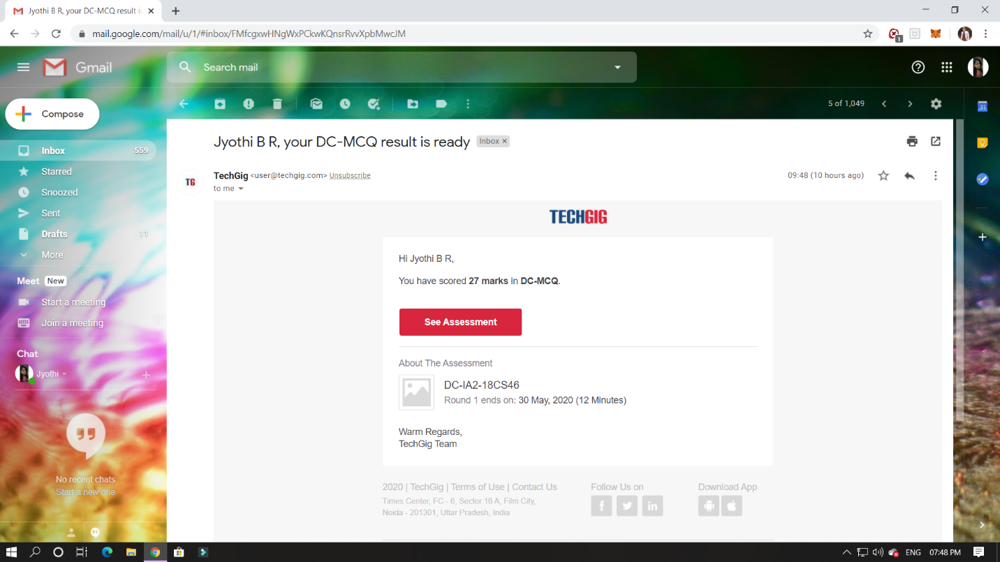 Jyothi B R, your DC-MCQ result is
mail.google.com/mail/u/1/#inbox/FMfcgxwHNgWxPCkwKQnsrRvvXpbMwcJM
1
Gmail
Search mail
Compose
5 of 1,049
31
Inbox 559
Starred
Snoozed
Sent
Drafts 11
More
Meet New
Start a meeting
Join a meeting
Chat
Jyothi
No recent chats
Start a new one
Jyothi B R, your DC-MCQ result is ready Inbox ×
TG
TechGig <user@techgig.com> Unsubscribe 09:48 (10 hours ago)
to me
TECHGIG
Hi Jyothi B R,
You have scored 27 marks in DC-MCQ.
See Assessment
About The Assessment
DC-IA2-18CS46
Round 1 ends on: 30 May, 2020 (12 Minutes)
Warm Regards,
TechGig Team
2020 | TechGig | Terms of Use | Contact Us Follow Us on Download App
Times Center, FC - 6, Sector 16 A, Film City,
Noida - 201301, Uttar Pradesh, India
ENG 07:48 PM